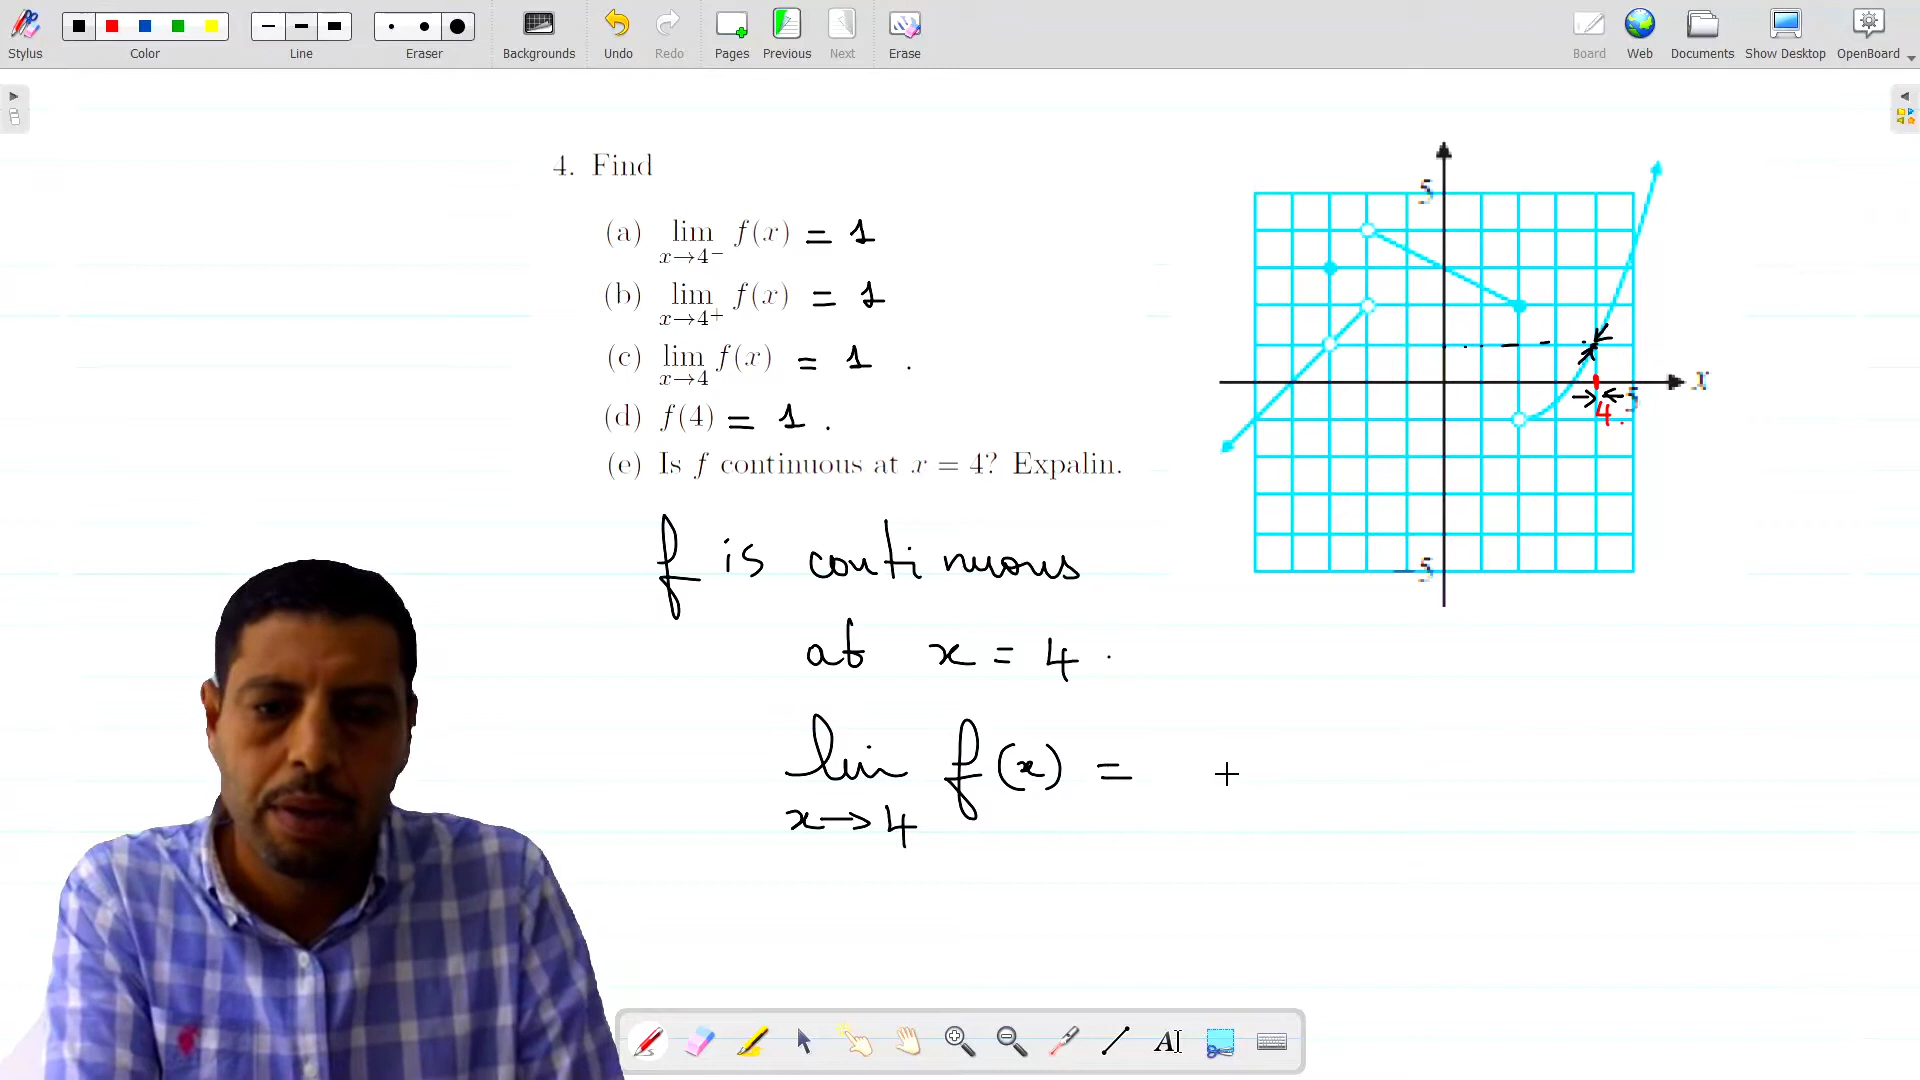 Stylus
Color
Line
Eraser
Backgrounds
Undo
Redo
Pages
Previous
Next
Erase
Board
Web
Documents
Show Desktop
OpenBoard
4. Find
(a) lim x→4⁻ f(x) = 1
(b) lim x→4⁺ f(x) = 1
(c) lim x→4 f(x) = 1 .
(d) f(4) = 1 .
(e) Is f continuous at x = 4? Expalin.
f is continuous
at x = 4 .
lim f(x) =
x→4
5
x
5
4.
-5
AI